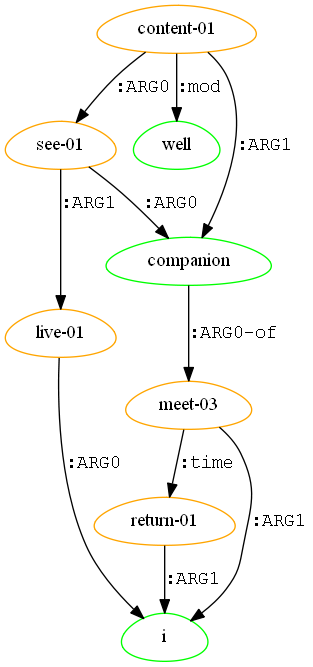 content-01
:ARG0 :mod
see-01 well :ARG1
:ARG1 :ARG0
companion
live-01 :ARG0-of
meet-03
:ARG0 :time
return-01 :ARG1
:ARG1
i